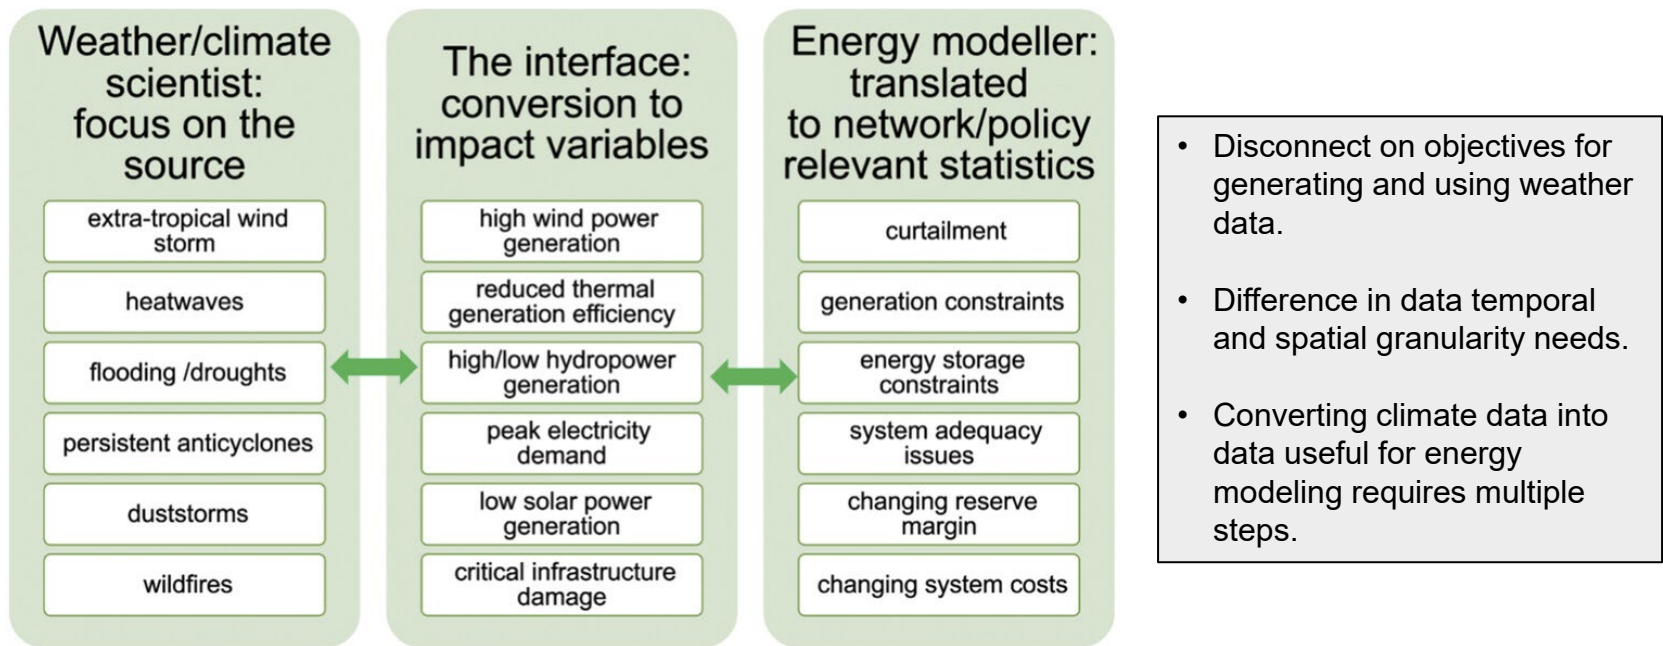 Weather/climate
scientist:
focus on the
source
extra-tropical wind
storm
heatwaves
flooding /droughts
persistent anticyclones
duststorms
wildfires
The interface:
conversion to
impact variables
high wind power
generation
reduced thermal
generation efficiency
high/low hydropower
generation
peak electricity
demand
low solar power
generation
critical infrastructure
damage
Energy modeller:
translated
to network/policy
relevant statistics
curtailment
generation constraints
energy storage
constraints
system adequacy
issues
changing reserve
margin
changing system costs
• Disconnect on objectives for
generating and using weather
data.
• Difference in data temporal
and spatial granularity needs.
• Converting climate data into
data useful for energy
modeling requires multiple
steps.